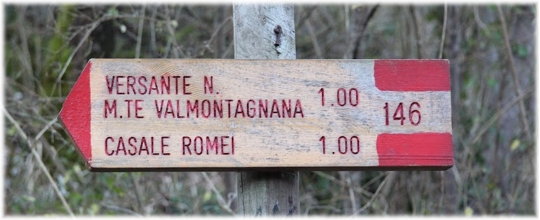 VERSANTE N.
M.TE VALMONTAGNANA 1.00
146
CASALE ROMEI 1.00